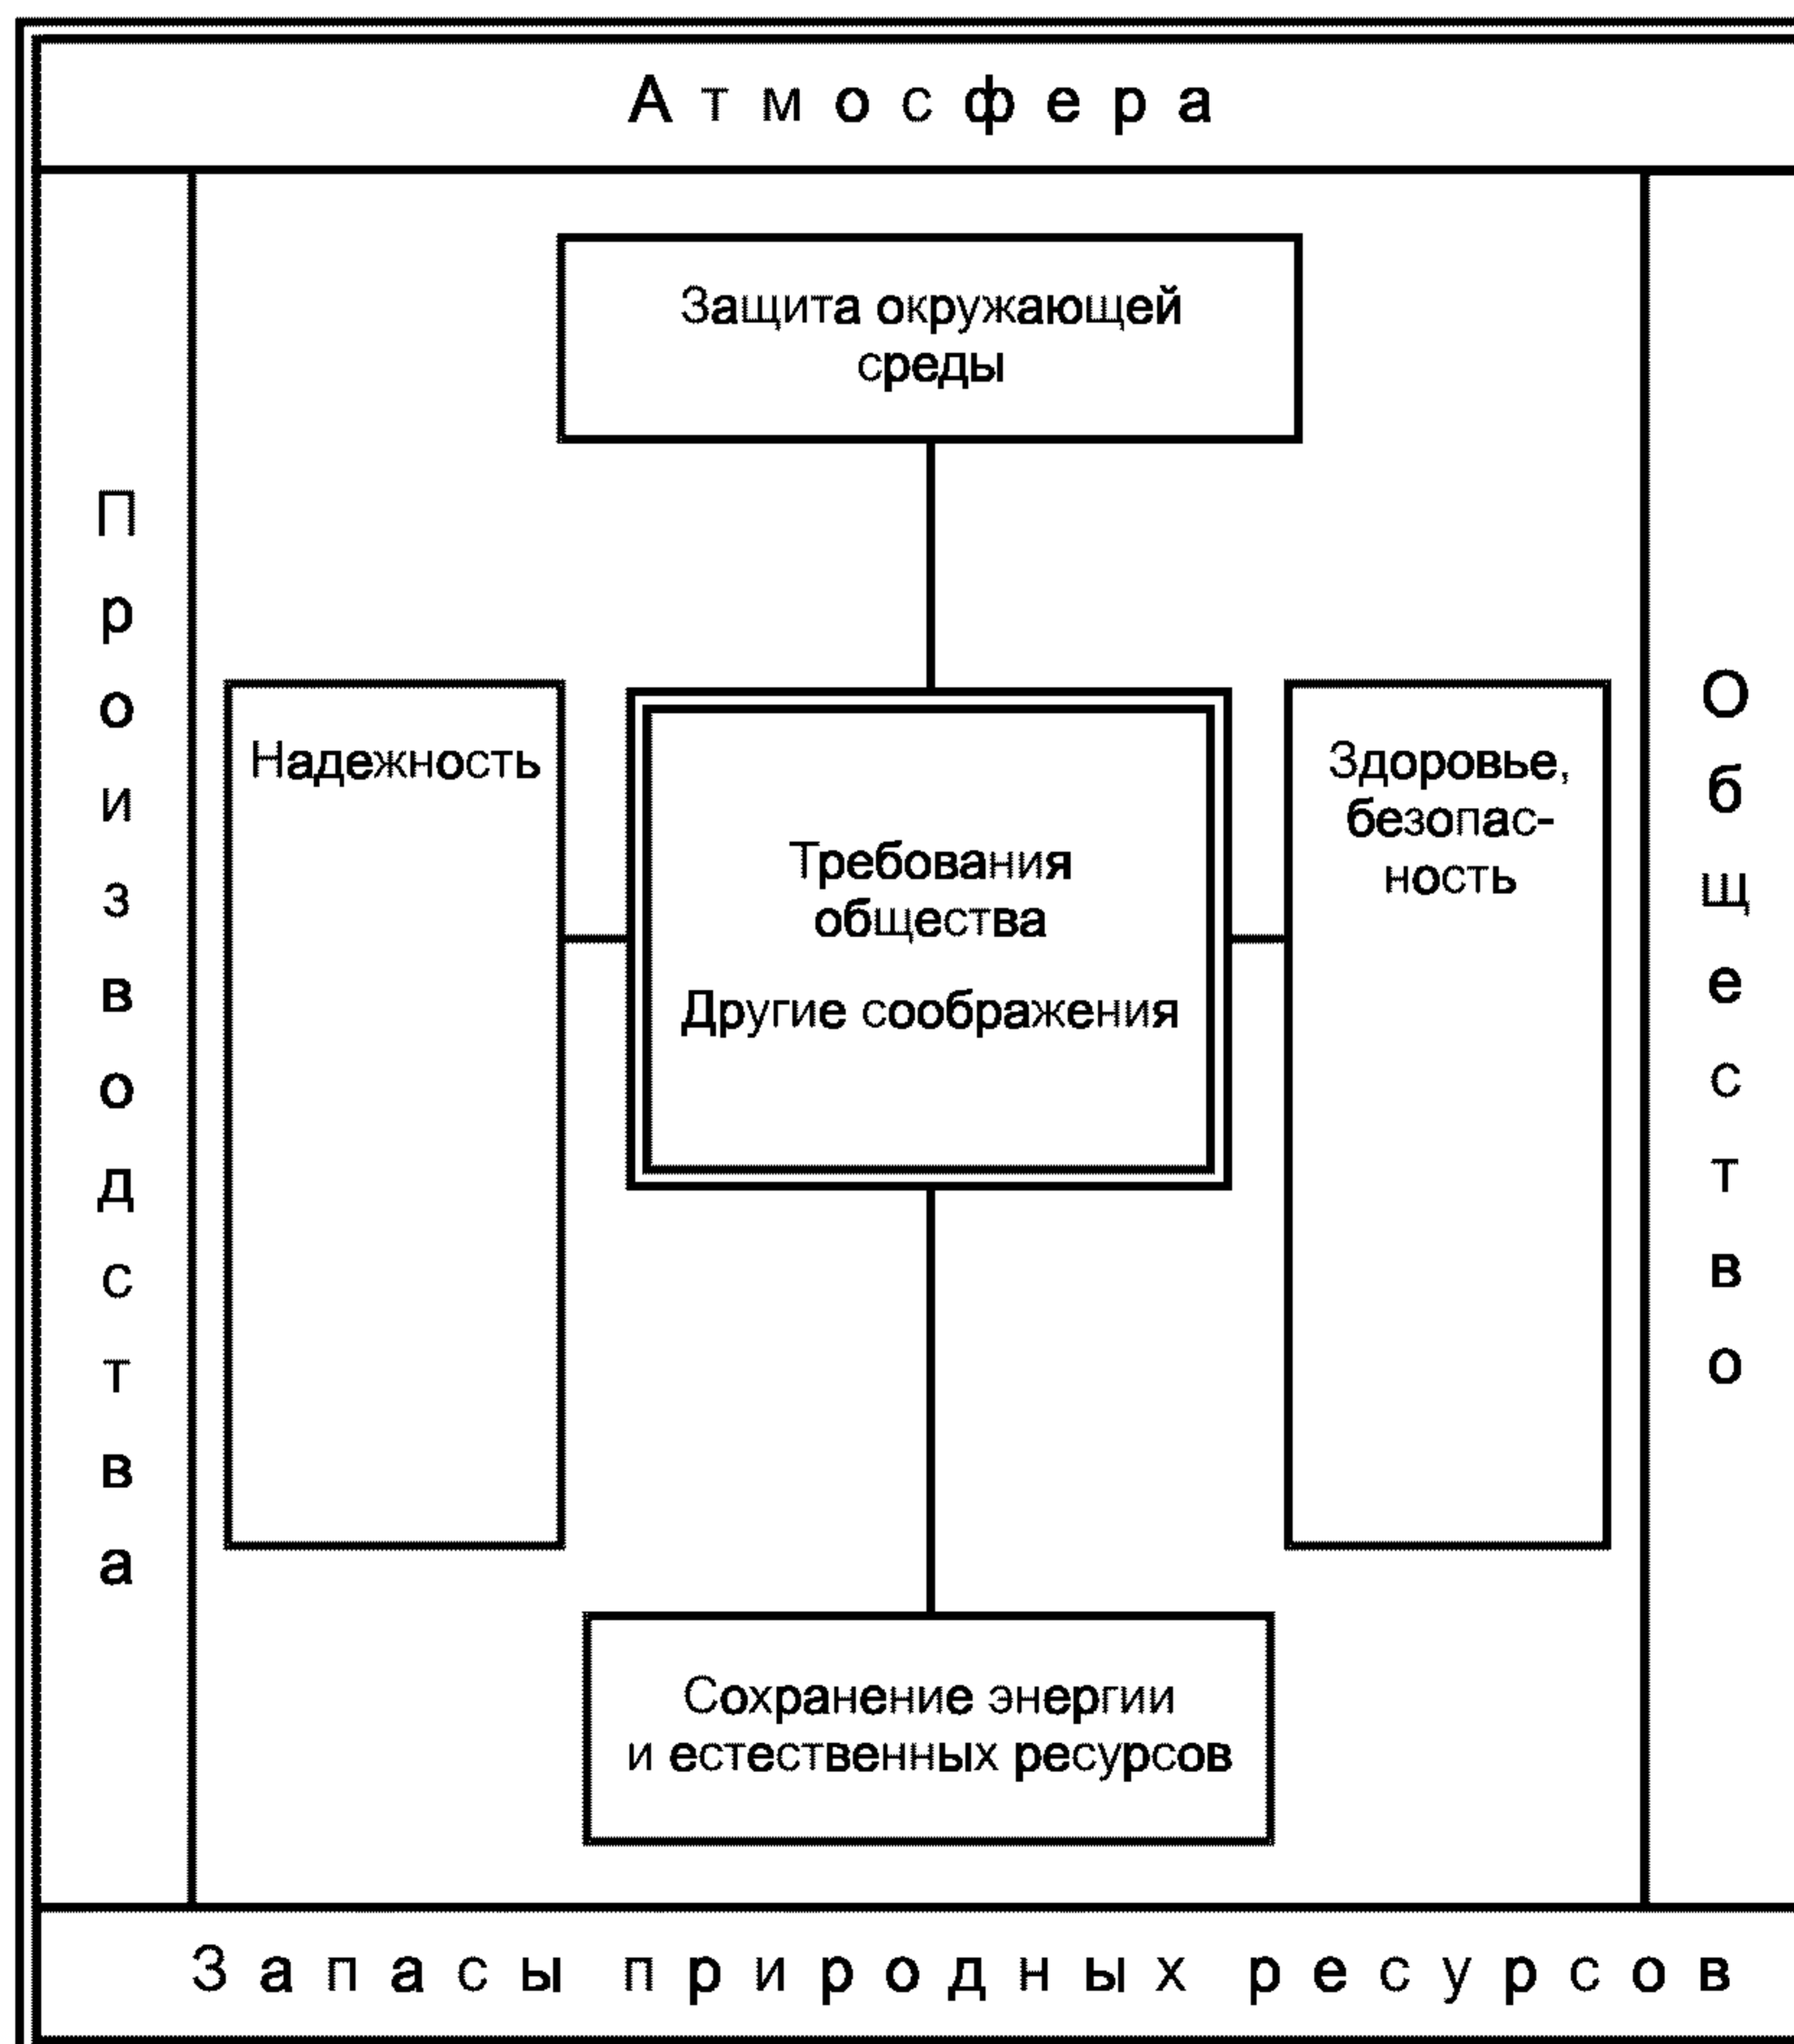 Атмосфера
Защита окружающей
среды
Производства
Надежность
Требования
общества
Другие соображения
Здоровье,
безопас-
ность
Общество
Сохранение энергии
и естественных ресурсов
Запасы природных ресурсов